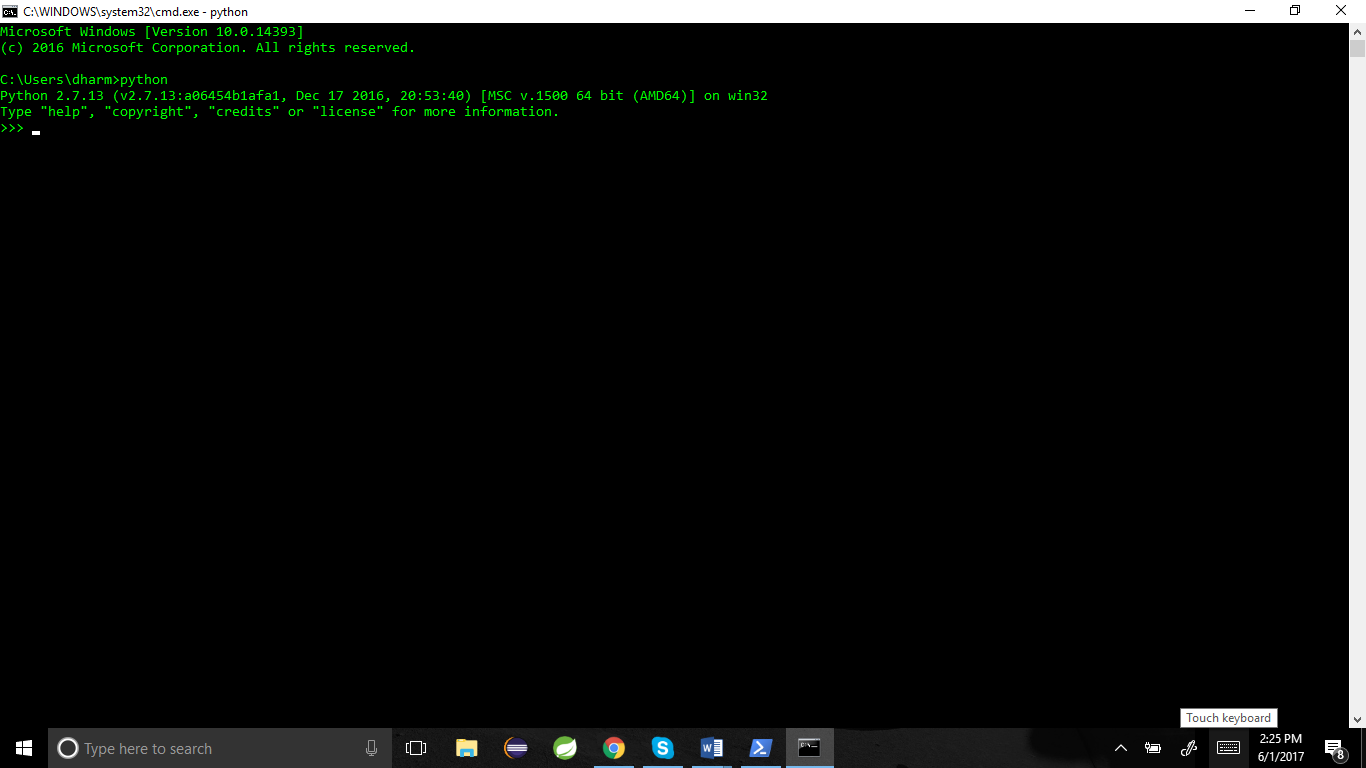 C:\WINDOWS\system32\cmd.exe - python
Microsoft Windows [Version 10.0.14393]
(c) 2016 Microsoft Corporation. All rights reserved.
C:\Users\dharm>python
Python 2.7.13 (v2.7.13:a06454b1afa1, Dec 17 2016, 20:53:40) [MSC v.1500 64 bit (AMD64)] on win32
Type "help", "copyright", "credits" or "license" for more information.
>>>
Touch keyboard
Type here to search
2:25 PM
6/1/2017
8